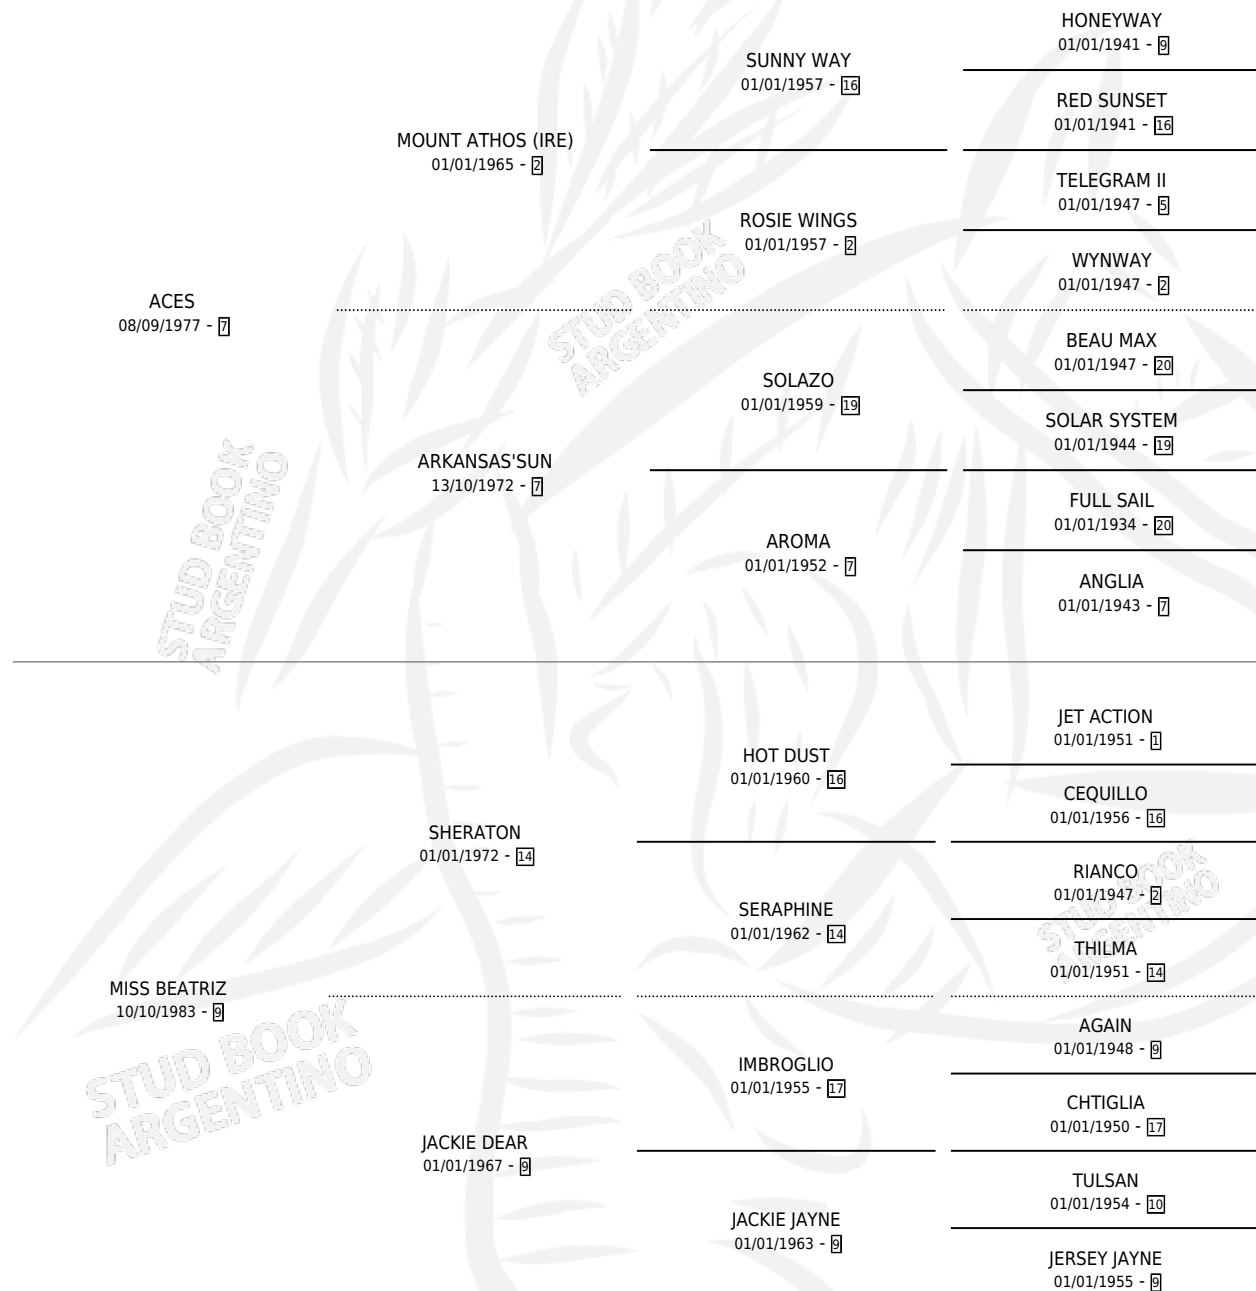 HONEYWAY
01/01/1941 - 9
SUNNY WAY
01/01/1957 - 16
RED SUNSET
01/01/1941 - 16
MOUNT ATHOS (IRE)
01/01/1965 - 2
TELEGRAM II
01/01/1947 - 5
ROSIE WINGS
01/01/1957 - 2
WYNWAY
01/01/1947 - 2
ACES
08/09/1977 - 7
BEAU MAX
01/01/1947 - 20
SOLAZO
01/01/1959 - 19
SOLAR SYSTEM
01/01/1944 - 19
ARKANSAS'SUN
13/10/1972 - 7
FULL SAIL
01/01/1934 - 20
AROMA
01/01/1952 - 7
ANGLIA
01/01/1943 - 7
STUD BOOK
ARGENTINO
STUD BOOK
ARGENTINO
JET ACTION
01/01/1951 - 1
HOT DUST
01/01/1960 - 16
CEQUILLO
01/01/1956 - 16
SHERATON
01/01/1972 - 14
RIANCO
01/01/1947 - 2
SERAPHINE
01/01/1962 - 14
THILMA
01/01/1951 - 14
STUD BOOK
ARGENTINO
MISS BEATRIZ
10/10/1983 - 9
AGAIN
01/01/1948 - 9
IMBROGLIO
01/01/1955 - 17
CHTIGLIA
01/01/1950 - 17
JACKIE DEAR
01/01/1967 - 9
TULSAN
01/01/1954 - 10
JACKIE JAYNE
01/01/1963 - 9
JERSEY JAYNE
01/01/1955 - 9
STUD BOOK
ARGENTINO